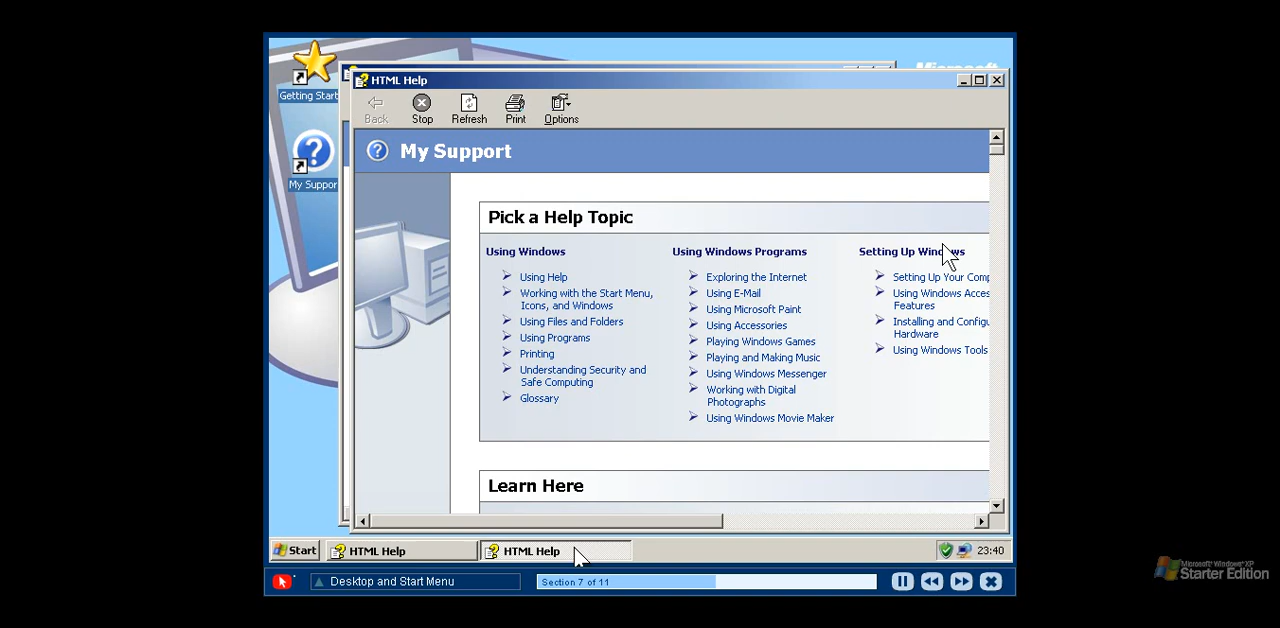 Microsoft
Getting Start
HTML Help
Back
Stop
Refresh
Print
Options
My Support
My Suppor
Pick a Help Topic
Using Windows
Using Help
Working with the Start Menu,
Icons, and Windows
Using Files and Folders
Using Programs
Printing
Understanding Security and
Safe Computing
Glossary
Using Windows Programs
Exploring the Internet
Using E-Mail
Using Microsoft Paint
Using Accessories
Playing Windows Games
Playing and Making Music
Using Windows Messenger
Working with Digital
Photographs
Using Windows Movie Maker
Setting Up Windows
Setting Up Your Comp
Using Windows Acces
Features
Installing and Configu
Hardware
Using Windows Tools
Learn Here
Start
HTML Help
HTML Help
23:40
Desktop and Start Menu
Section 7 of 11
Microsoft® Windows® XP
Starter Edition